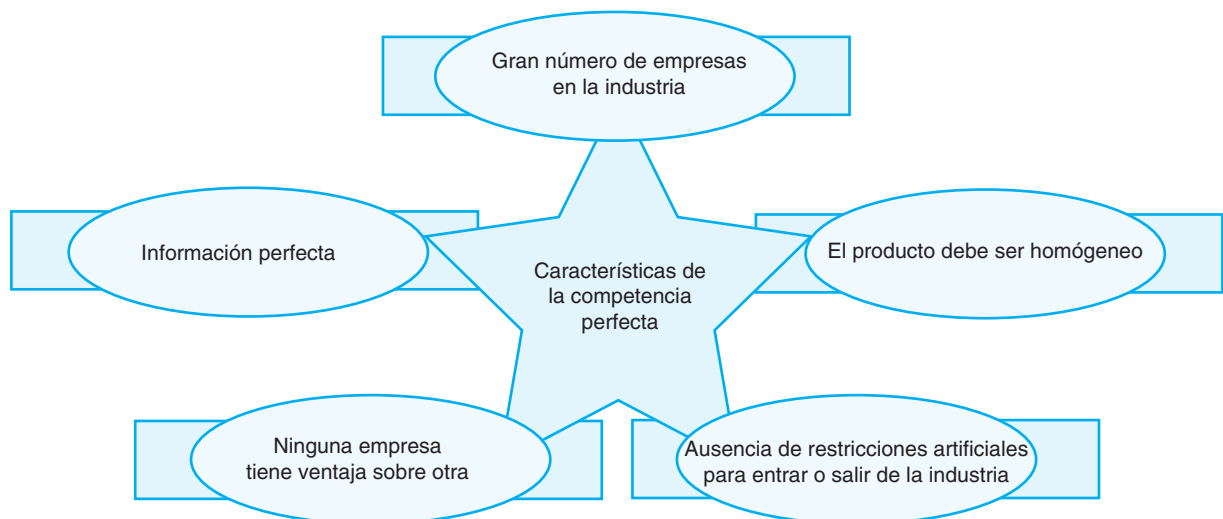 Gran número de empresas
en la industria
Información perfecta
El producto debe ser homógeneo
Característícas de
la competencia
perfecta
Ninguna empresa
tiene ventaja sobre otra
Ausencia de restricciones artificiales
para entrar o salir de la industria